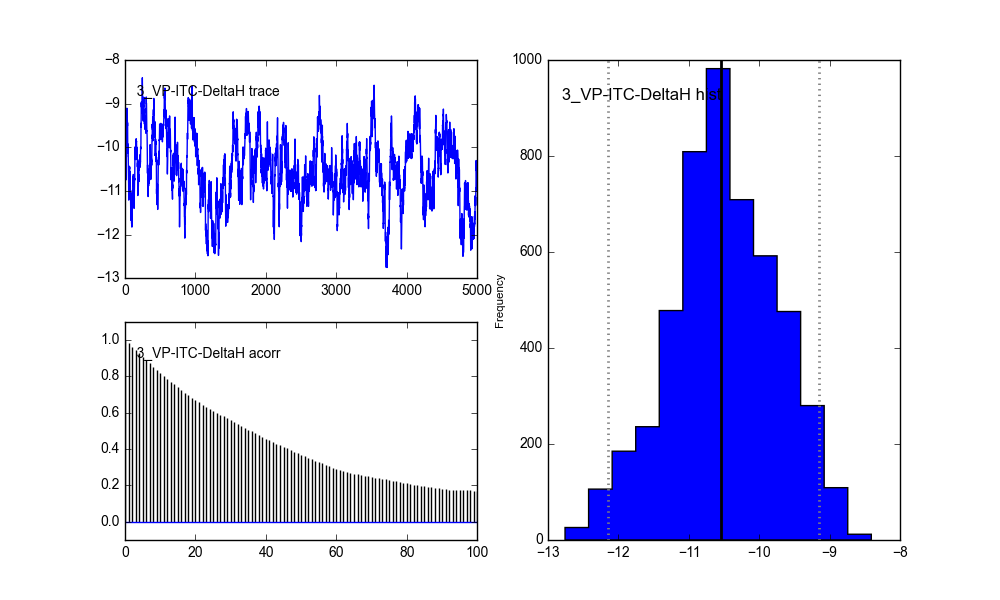 −8
−9
−10
−11
−12
−13
3_VP-ITC-DeltaH trace
0 1000 2000 3000 4000 5000
1.0
0.8
0.6
0.4
0.2
0.0
3_VP-ITC-DeltaH acorr
0 20 40 60 80 100
1000
800
600
400
200
0
Frequency
3_VP-ITC-DeltaH hist
−13 −12 −11 −10 −9 −8